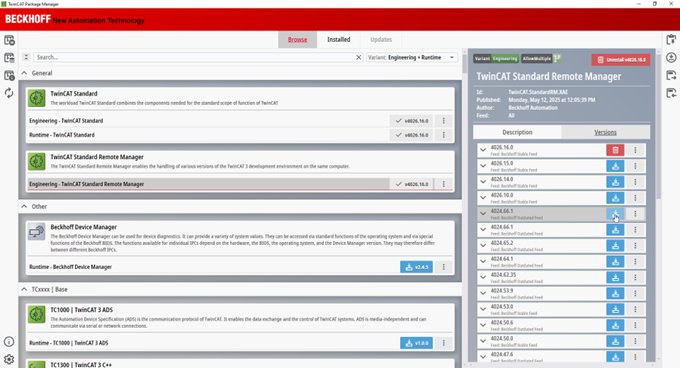 TwinCAT Package Manager
BECKHOFF New Automation Technology
Browse
Installed
Updates
Search...
Variant: Engineering + Runtime
General
TwinCAT Standard
The workload TwinCAT Standard combines the components needed for the standard scope of function of TwinCAT
Engineering - TwinCAT Standard
v4026.16.0
Runtime - TwinCAT Standard
v4026.16.0
TwinCAT Standard Remote Manager
TwinCAT Standard Remote Manager enables the handling of various versions of the TwinCAT 3 development environment on the same computer.
Engineering - TwinCAT Standard Remote Manager
v4026.16.0
Other
Beckhoff Device Manager
The Beckhoff Device Manager can be used for device diagnostics. It can provide a variety of system values. They can be accessed via standard functions of the operating system and via special
functions of the Beckhoff BIOS. The functions available for individual IPCs depend on the hardware, the BIOS, the operating system, and the Device Manager version. They may therefore differ
between different Beckhoff IPCs.
Runtime - Beckhoff Device Manager
v2.4.5
TCxxxx | Base
TC1000 | TwinCAT 3 ADS
The Automation Device Specification (ADS) is the communication protocol of TwinCAT. It enables the data exchange and the control of TwinCAT systems. ADS is media-independent and can
communicate via serial or network connections.
Runtime - TC1000 | TwinCAT 3 ADS
v1.0.0
TC1300 | TwinCAT 3 C++
Variant Engineering AllowMultiple
Uninstall v4026.16.0
TwinCAT Standard Remote Manager
Id: TwinCAT.StandardRM.XAE
Published: Monday, May 12, 2025 at 12:05:39 PM
Author: Beckhoff Automation
Feed: All
Description
Versions
4026.16.0
Feed: Beckhoff Stable Feed
4026.15.0
Feed: Beckhoff Stable Feed
4026.14.0
Feed: Beckhoff Stable Feed
4026.10.0
Feed: Beckhoff Stable Feed
4024.68.1
Feed: Beckhoff Outdated Feed
4024.66.1
Feed: Beckhoff Outdated Feed
4024.65.2
Feed: Beckhoff Outdated Feed
4024.64.1
Feed: Beckhoff Outdated Feed
4024.62.35
Feed: Beckhoff Outdated Feed
4024.53.9
Feed: Beckhoff Outdated Feed
4024.53.0
Feed: Beckhoff Stable Feed
4024.50.6
Feed: Beckhoff Outdated Feed
4024.50.0
Feed: Beckhoff Stable Feed
4024.47.6
Feed: Beckhoff Outdated Feed